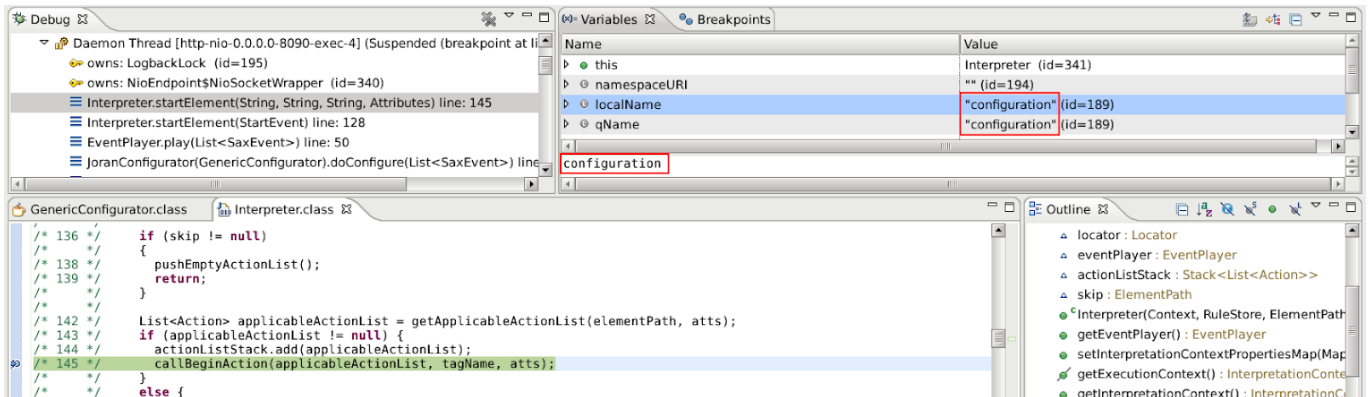 Debug
Daemon Thread [http-nio-0.0.0.0-8090-exec-4] (Suspended (breakpoint at li
owns: LogbackLock (id=195)
owns: NioEndpoint$NioSocketWrapper (id=340)
Interpreter.startElement(String, String, String, Attributes) line: 145
Interpreter.startElement(StartEvent) line: 128
EventPlayer.play(List<SaxEvent>) line: 50
JoranConfigurator(GenericConfigurator).doConfigure(List<SaxEvent>) line
(x)= Variables Breakpoints
Name Value
this Interpreter (id=341)
namespaceURI "" (id=194)
localName "configuration" (id=189)
qName "configuration" (id=189)
configuration
GenericConfigurator.class Interpreter.class
/* 136 */ if (skip != null)
/* */ {
/* 138 */ pushEmptyActionList();
/* 139 */ return;
/* */ }
/* */
/* 142 */ List<Action> applicableActionList = getApplicableActionList(elementPath, atts);
/* 143 */ if (applicableActionList != null) {
/* 144 */ actionListStack.add(applicableActionList);
/* 145 */ callBeginAction(applicableActionList, tagName, atts);
/* */ }
/* */ else {
Outline
locator : Locator
eventPlayer : EventPlayer
actionListStack : Stack<List<Action>>
skip : ElementPath
Interpreter(Context, RuleStore, ElementPath
getEventPlayer() : EventPlayer
setInterpretationContextPropertiesMap(Map
getExecutionContext() : InterpretationConte
getInterpretationContext() : InterpretationC